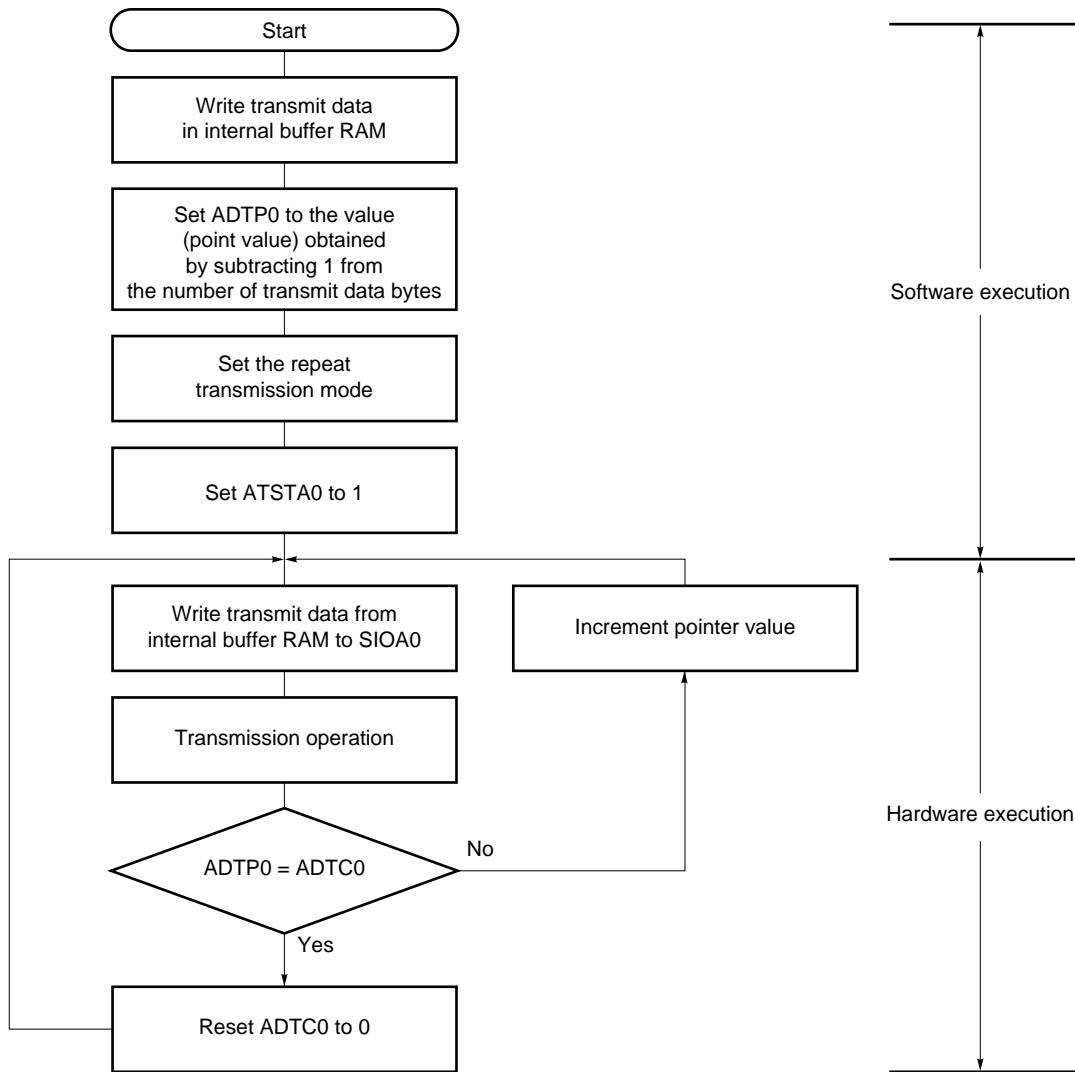 Start
Write transmit data
in internal buffer RAM
Set ADTP0 to the value
(point value) obtained
by subtracting 1 from
the number of transmit data bytes
Software execution
Set the repeat
transmission mode
Set ATSTA0 to 1
Write transmit data from
internal buffer RAM to SIOA0
Increment pointer value
Transmission operation
Hardware execution
ADTP0 = ADTC0
No
Yes
Reset ADTC0 to 0